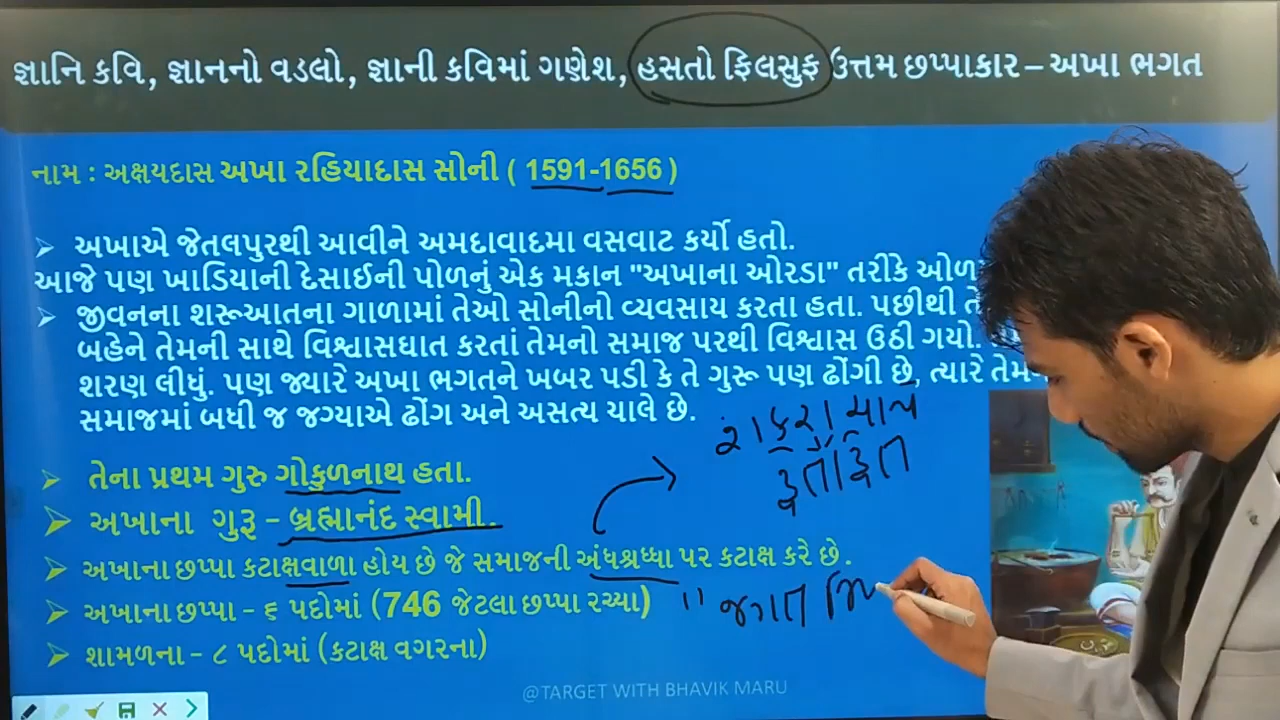 જ્ઞાનિ કવિ, જ્ઞાનનો વડલો, જ્ઞાની કવિમાં ગણેશ, હસતો ફિલસુફ ઉત્તમ છપ્પાકાર – અખા ભગત
નામ : અક્ષયદાસ અખા રહિયાદાસ સોની ( 1591-1656 )
➢ અખાએ જેતલપુરથી આવીને અમદાવાદમા વસવાટ કર્યો હતો.
આજે પણ ખાડિયાની દેસાઈની પોળનું એક મકાન "અખાના ઓરડા" તરીકે
➢ જીવનના શરૂઆતના ગાળામાં તેઓ સોનીનો વ્યવસાય કરતા હતા. પછીથી
બહેને તેમની સાથે વિશ્વાસઘાત કરતાં તેમનો સમાજ પરથી વિશ્વાસ ઉઠી ગયો.
શરણ લીધું. પણ જ્યારે અખા ભગતને ખબર પડી કે તે ગુરૂ પણ ઢોંગી છે, ત્યારે
સમાજમાં બધી જ જગ્યાએ ઢોંગ અને અસત્ય ચાલે છે.
➢ તેના પ્રથમ ગુરુ ગોકુળનાથ હતા.
➢ અખાના ગુરૂ – બ્રહ્માનંદ સ્વામી.
➢ અખાના છપ્પા કટાક્ષવાળા હોય છે જે સમાજની અંધશ્રધ્ધા પર કટાક્ષ કરે છે.
➢ અખાના છપ્પા – ૬ પદોમાં (746 જેટલા છપ્પા રચ્યા)
" જગત
➢ શામળના – ૮ પદોમાં (કટાક્ષ વગરના)
@TARGET WITH BHAVIK MARU